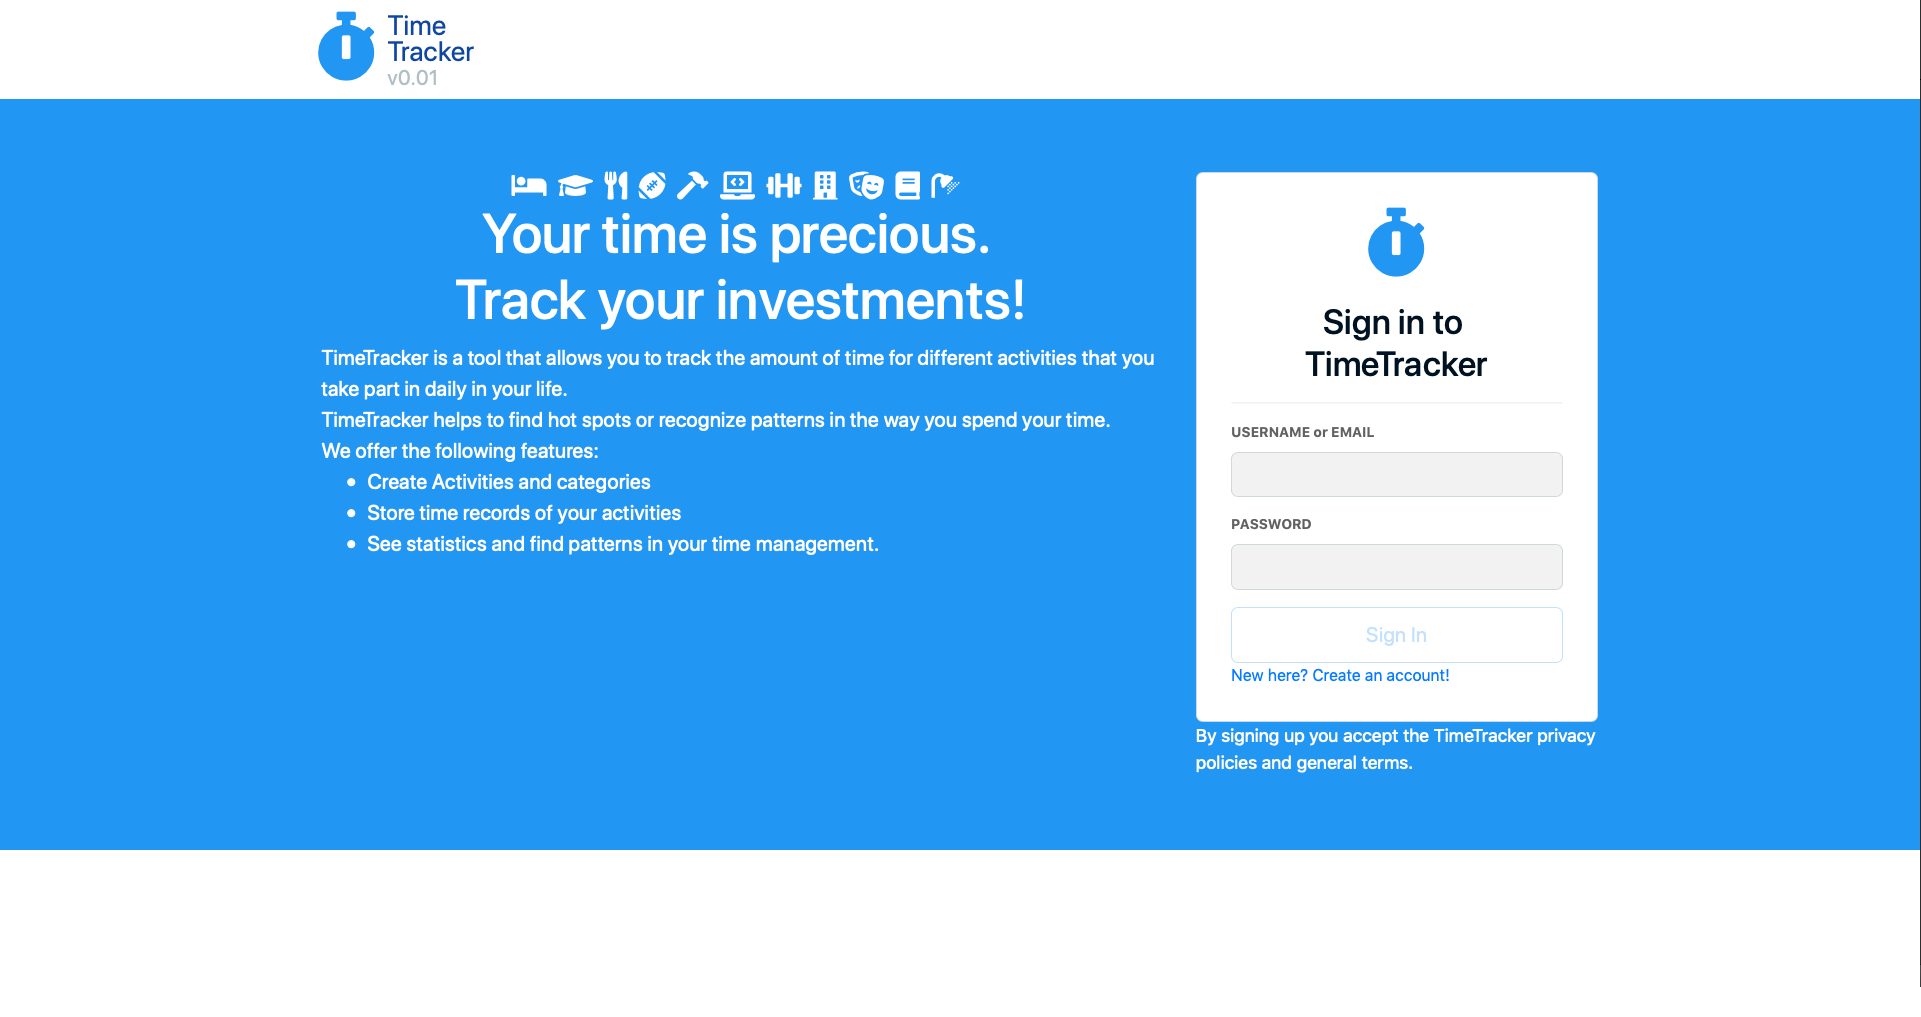 Time
Tracker
v0.01
Your time is precious.
Track your investments!
TimeTracker is a tool that allows you to track the amount of time for different activities that you
take part in daily in your life.
TimeTracker helps to find hot spots or recognize patterns in the way you spend your time.
We offer the following features:
• Create Activities and categories
• Store time records of your activities
• See statistics and find patterns in your time management.
Sign in to
TimeTracker
USERNAME or EMAIL
PASSWORD
Sign In
New here? Create an account!
By signing up you accept the TimeTracker privacy
policies and general terms.